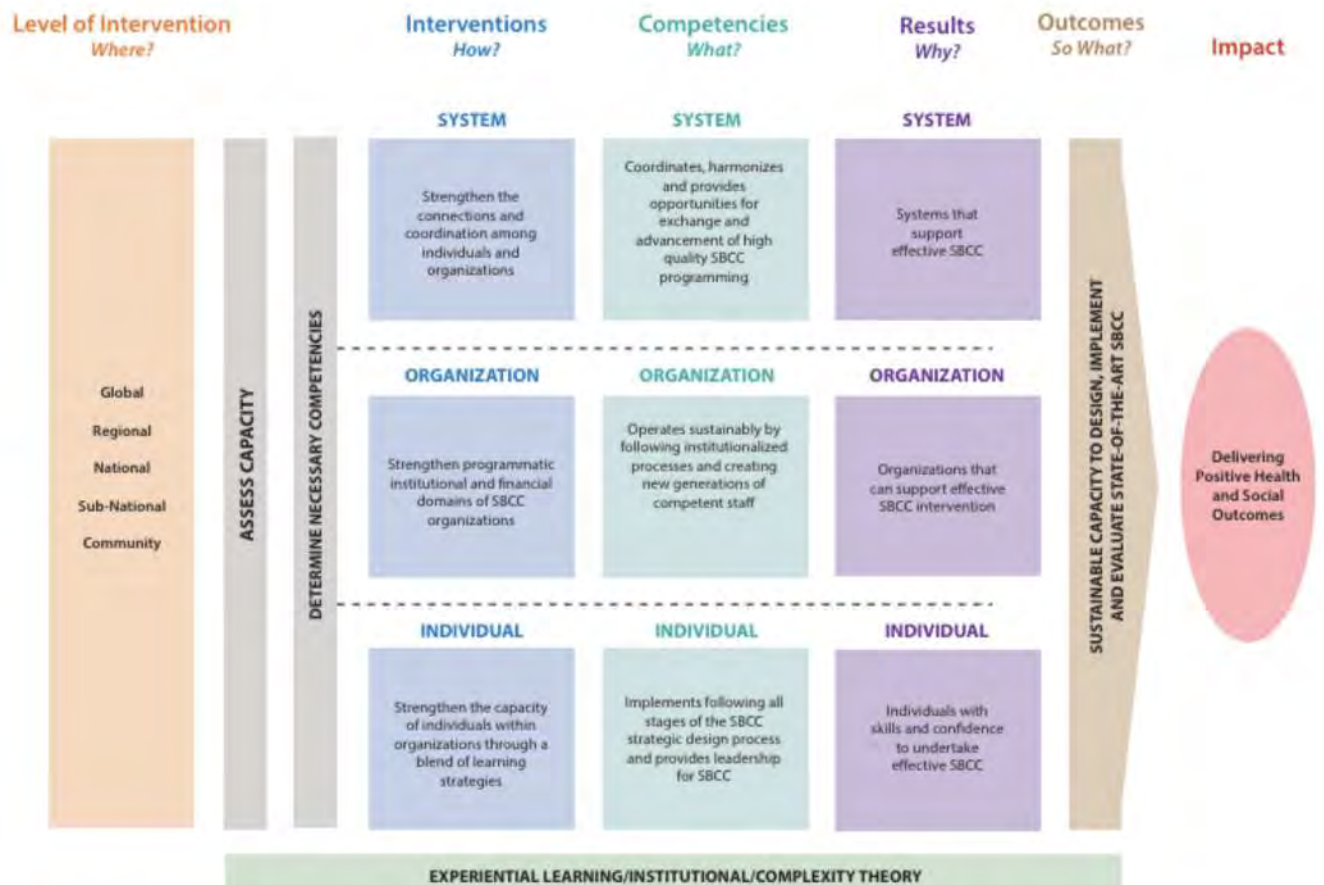 Level of Intervention
Where?
Interventions
How?
Competencies
What?
Results
Why?
Outcomes
So What?
Impact
Global
Regional
National
Sub-National
Community
ASSESS CAPACITY
DETERMINE NECESSARY COMPETENCIES
SYSTEM
Strengthen the
connections and
coordination among
individuals and
organizations
SYSTEM
Coordinates, harmonizes
and provides
opportunities for
exchange and
advancement of high
quality SBCC
programming
SYSTEM
Systems that
support
effective SBCC
ORGANIZATION
Strengthen programmatic
institutional and financial
domains of SBCC
organizations
ORGANIZATION
Operates sustainably by
following institutionalized
processes and creating
new generations of
competent staff
ORGANIZATION
Organizations that
can support effective
SBCC intervention
INDIVIDUAL
Strengthen the capacity
of individuals within
organizations through a
blend of learning
strategies
INDIVIDUAL
Implements following all
stages of the SBCC
strategic design process
and provides leadership
for SBCC
INDIVIDUAL
Individuals with
skills and confidence
to undertake
effective SBCC
SUSTAINABLE CAPACITY TO DESIGN, IMPLEMENT
AND EVALUATE STATE-OF-THE-ART SBCC
Delivering
Positive Health
and Social
Outcomes
EXPERIENTIAL LEARNING/INSTITUTIONAL/COMPLEXITY THEORY